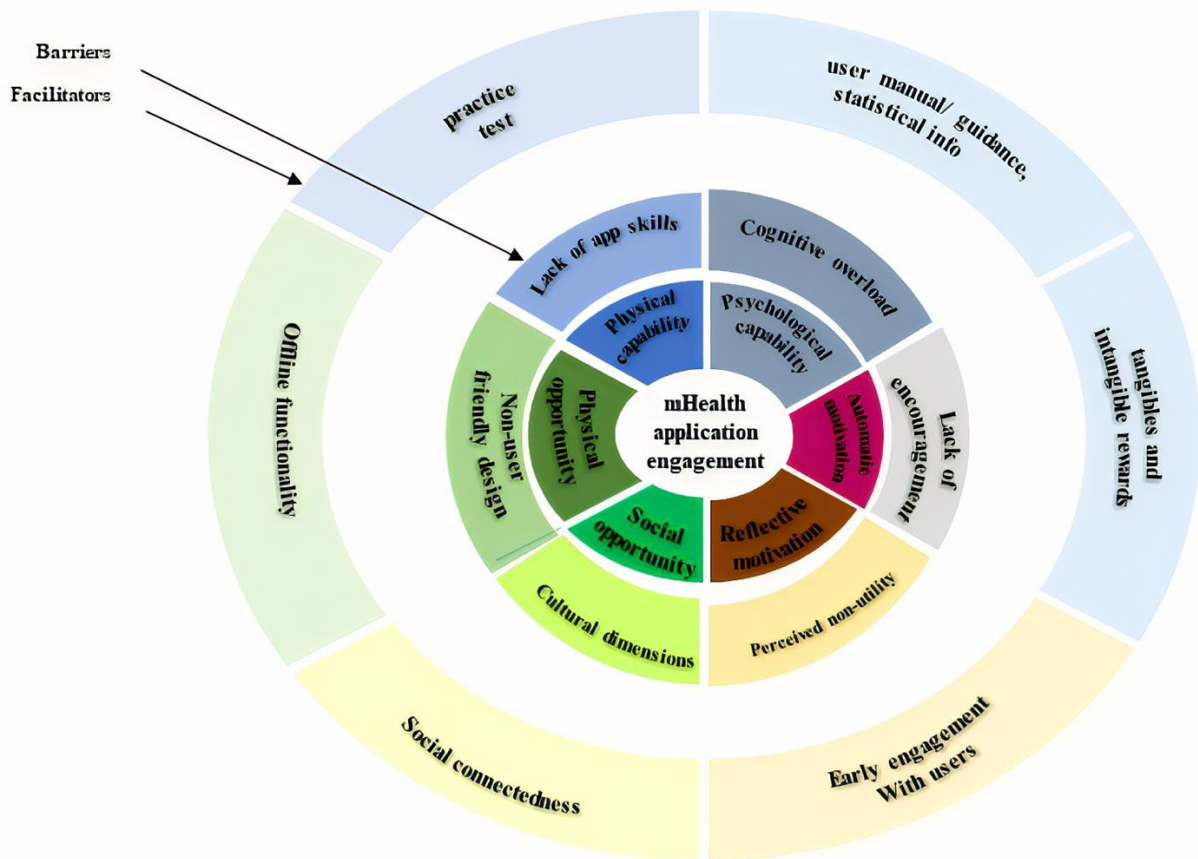 Barriers
Facilitators
practice
test
user manual/ guidance,
statistical info
tangibles and
intangible rewards
Early engagement
With users
Social connectedness
Offline functionality
Lack of app skills
Cognitive overload
Lack of
encouragement
Perceived non-utility
Cultural dimensions
Non-user
friendly design
Physical
capability
Psychological
capability
Automatic
motivation
Reflective
motivation
Social
opportunity
Physical
opportunity
mHealth
application
engagement